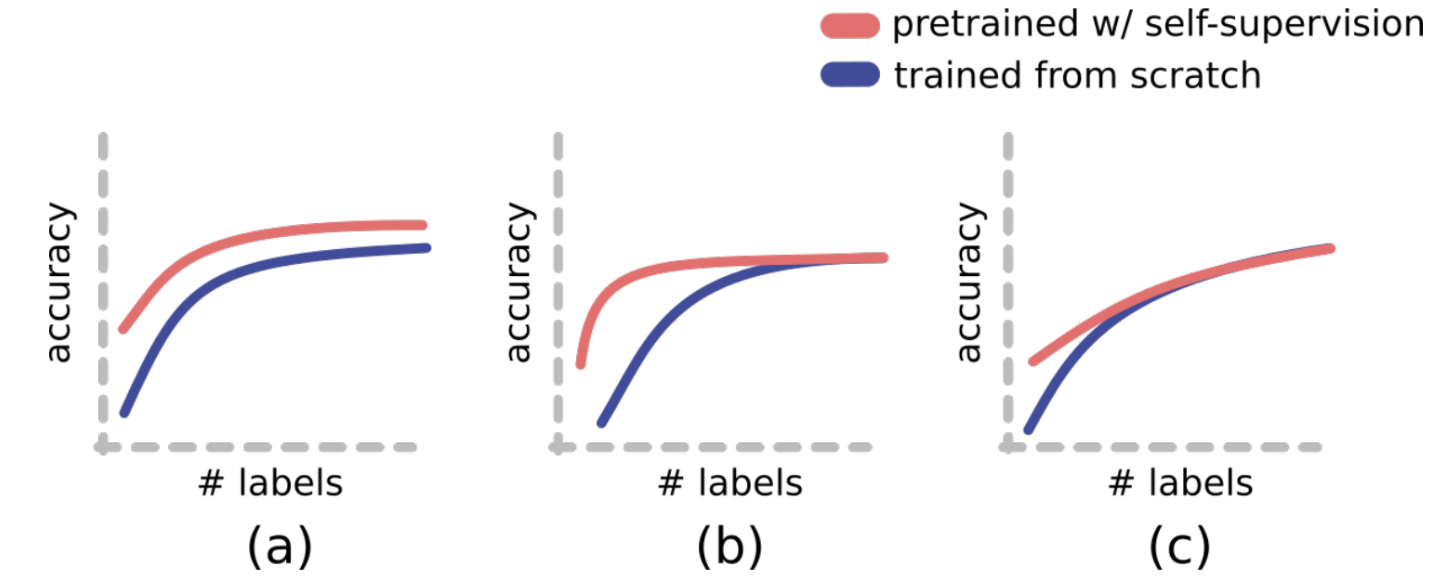 pretrained w/ self-supervision
trained from scratch
accuracy
# labels
(a)
accuracy
# labels
(b)
accuracy
# labels
(c)